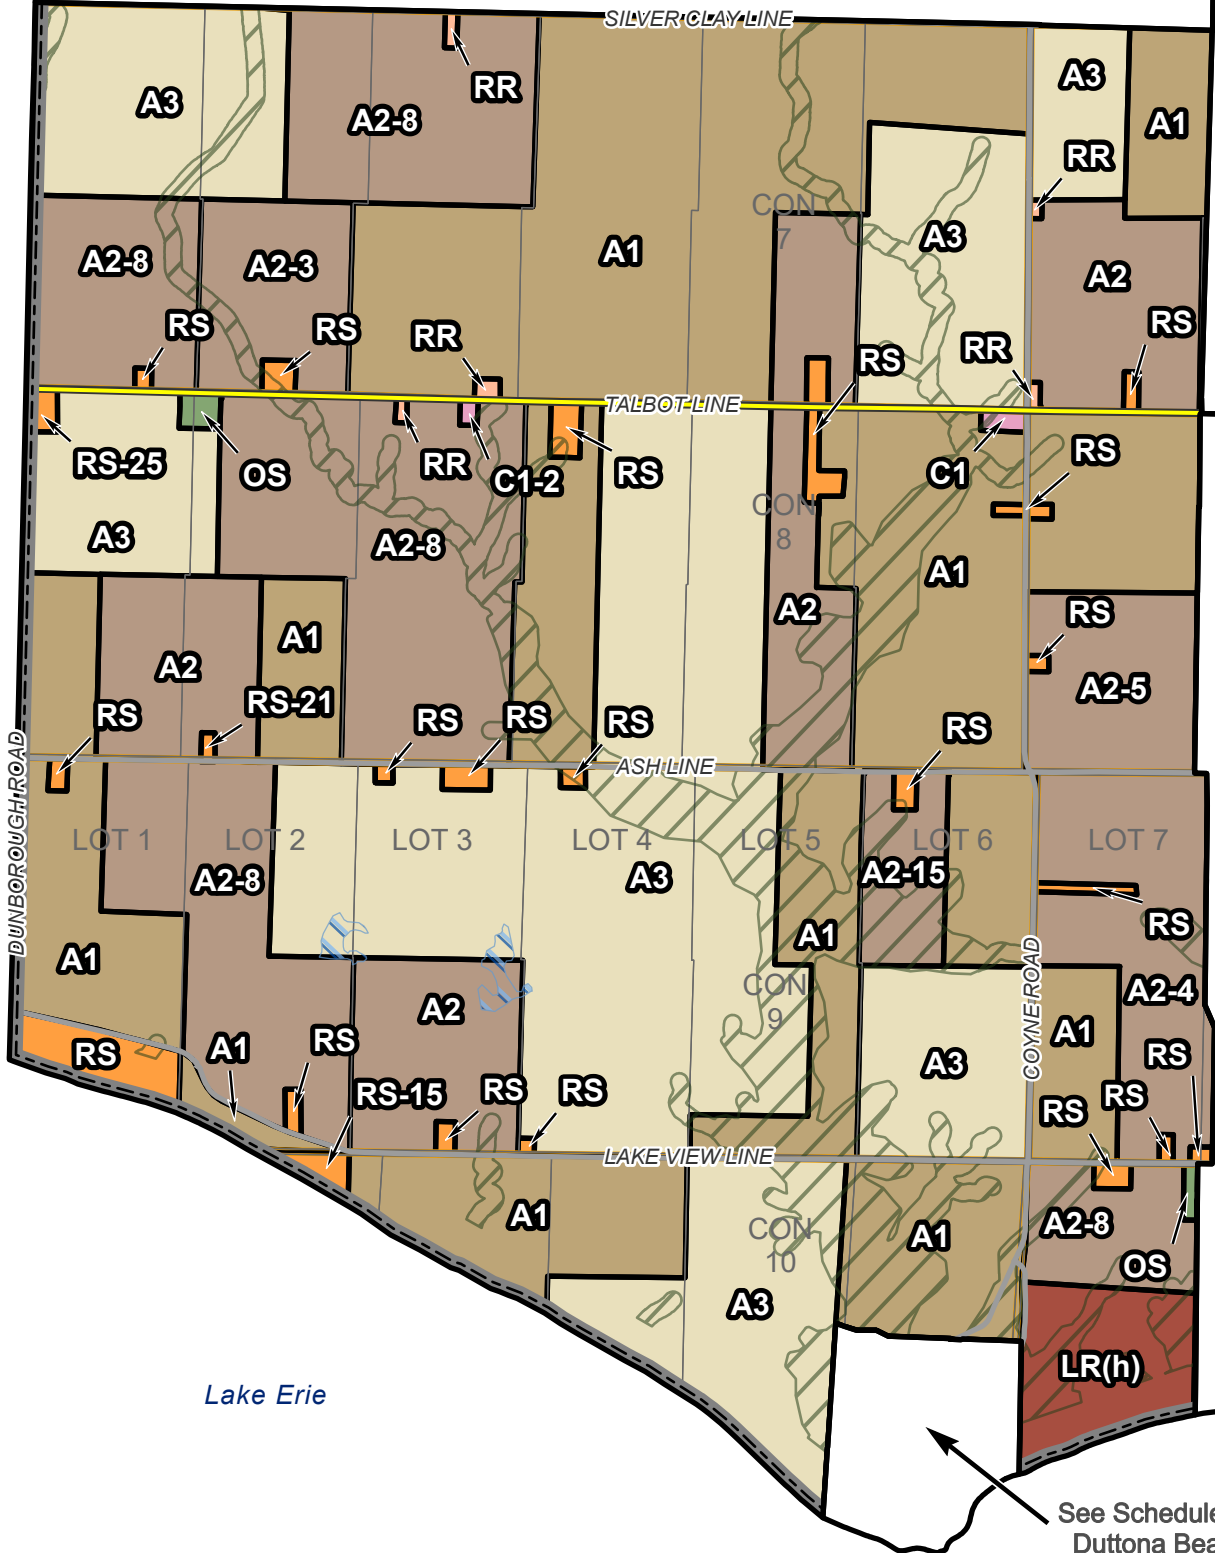 SILVER CLAY LINE
A3
A2-8
RR
A3
A1
RR
CON
7
A3
A1
A2-8
A2-3
A2
RS
RS
RR
RS
RR
RS
TALBOT LINE
RS-25
OS
RR
C1-2
RS
C1
RS
CON
8
A3
A2-8
A1
A2
A1
RS
A2
RS-21
A2-5
RS
RS
RS
RS
RS
DUNBOROUGH ROAD
ASH LINE
LOT 1
LOT 2
LOT 3
LOT 4
LOT 5
LOT 6
LOT 7
A2-8
A3
A2-15
RS
A1
A1
CON
9
A2-4
A2
COYNE ROAD
A1
RS
A1
RS
RS
A3
RS-15
RS
RS
RS
RS
LAKE VIEW LINE
A1
CON
10
A1
A2-8
OS
A3
LR(h)
Lake Erie
See Schedule
Duttona Bea